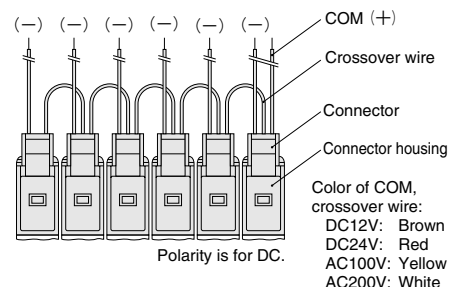 (−) (−) (−) (−) (−) (−)
COM (+)
Crossover wire
Connector
Connector housing
Color of COM,
crossover wire:
DC12V: Brown
DC24V: Red
AC100V: Yellow
AC200V: White
Polarity is for DC.